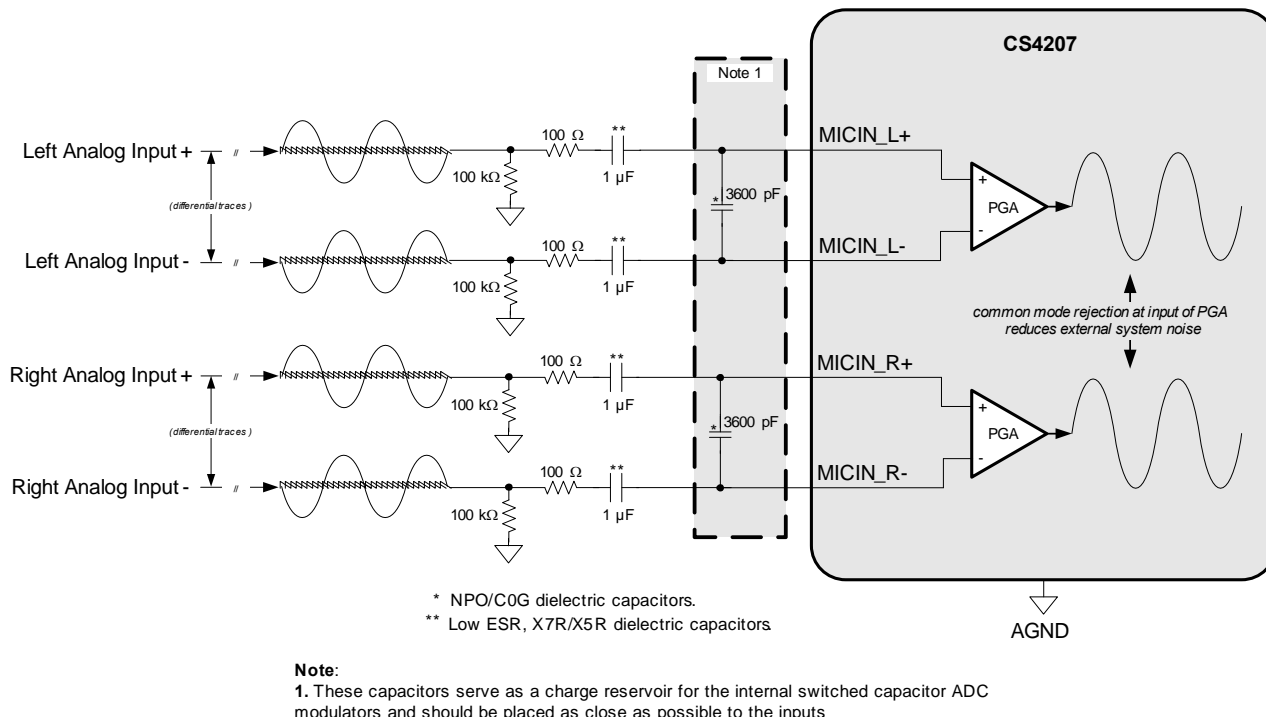 CS4207
Note 1
Left Analog Input +
//
100 Ω
**
1 µF
100 kΩ
MICIN_L+
(differential traces )
* 3600 pF
+
PGA
-
Left Analog Input -
//
100 Ω
**
1 µF
100 kΩ
MICIN_L-
common mode rejection at input of PGA
reduces external system noise
Right Analog Input +
//
100 Ω
**
1 µF
100 kΩ
MICIN_R+
(differential traces )
* 3600 pF
+
PGA
-
Right Analog Input -
//
100 Ω
**
1 µF
100 kΩ
MICIN_R-
* NPO/C0G dielectric capacitors.
** Low ESR, X7R/X5R dielectric capacitors.
AGND
Note:
1. These capacitors serve as a charge reservoir for the internal switched capacitor ADC
modulators and should be placed as close as possible to the inputs